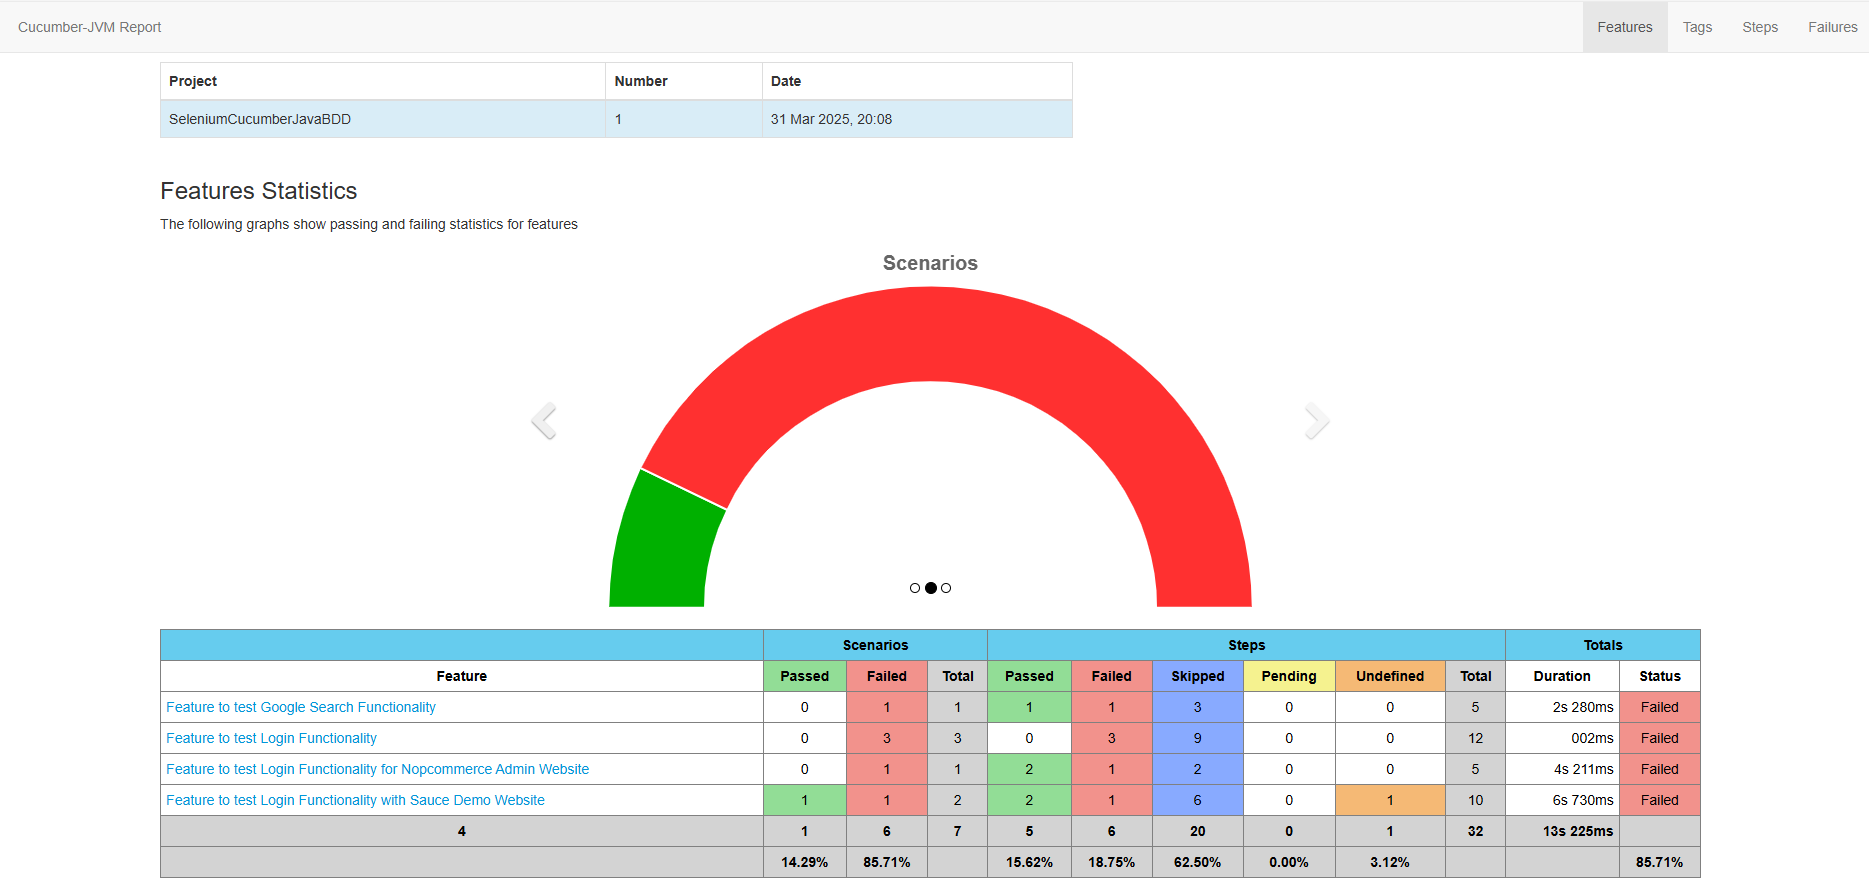 Cucumber-JVM Report Features Tags Steps Failures
Project Number Date
SeleniumCucumberJavaBDD 1 31 Mar 2025, 20:08
Features Statistics
The following graphs show passing and failing statistics for features
Scenarios
Scenarios Steps Totals
Feature Passed Failed Total Passed Failed Skipped Pending Undefined Total Duration Status
Feature to test Google Search Functionality 0 1 1 1 1 3 0 0 5 2s 280ms Failed
Feature to test Login Functionality 0 3 3 0 3 9 0 0 12 002ms Failed
Feature to test Login Functionality for Nopcommerce Admin Website 0 1 1 2 1 2 0 0 5 4s 211ms Failed
Feature to test Login Functionality with Sauce Demo Website 1 1 2 2 1 6 0 1 10 6s 730ms Failed
4 1 6 7 5 6 20 0 1 32 13s 225ms
14.29% 85.71% 15.62% 18.75% 62.50% 0.00% 3.12% 85.71%